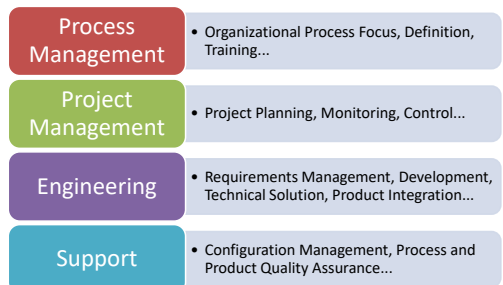 Process
Management
• Organizational Process Focus, Definition,
Training...
Project
Management
• Project Planning, Monitoring, Control...
Engineering
• Requirements Management, Development,
Technical Solution, Product Integration...
Support
• Configuration Management, Process and
Product Quality Assurance...